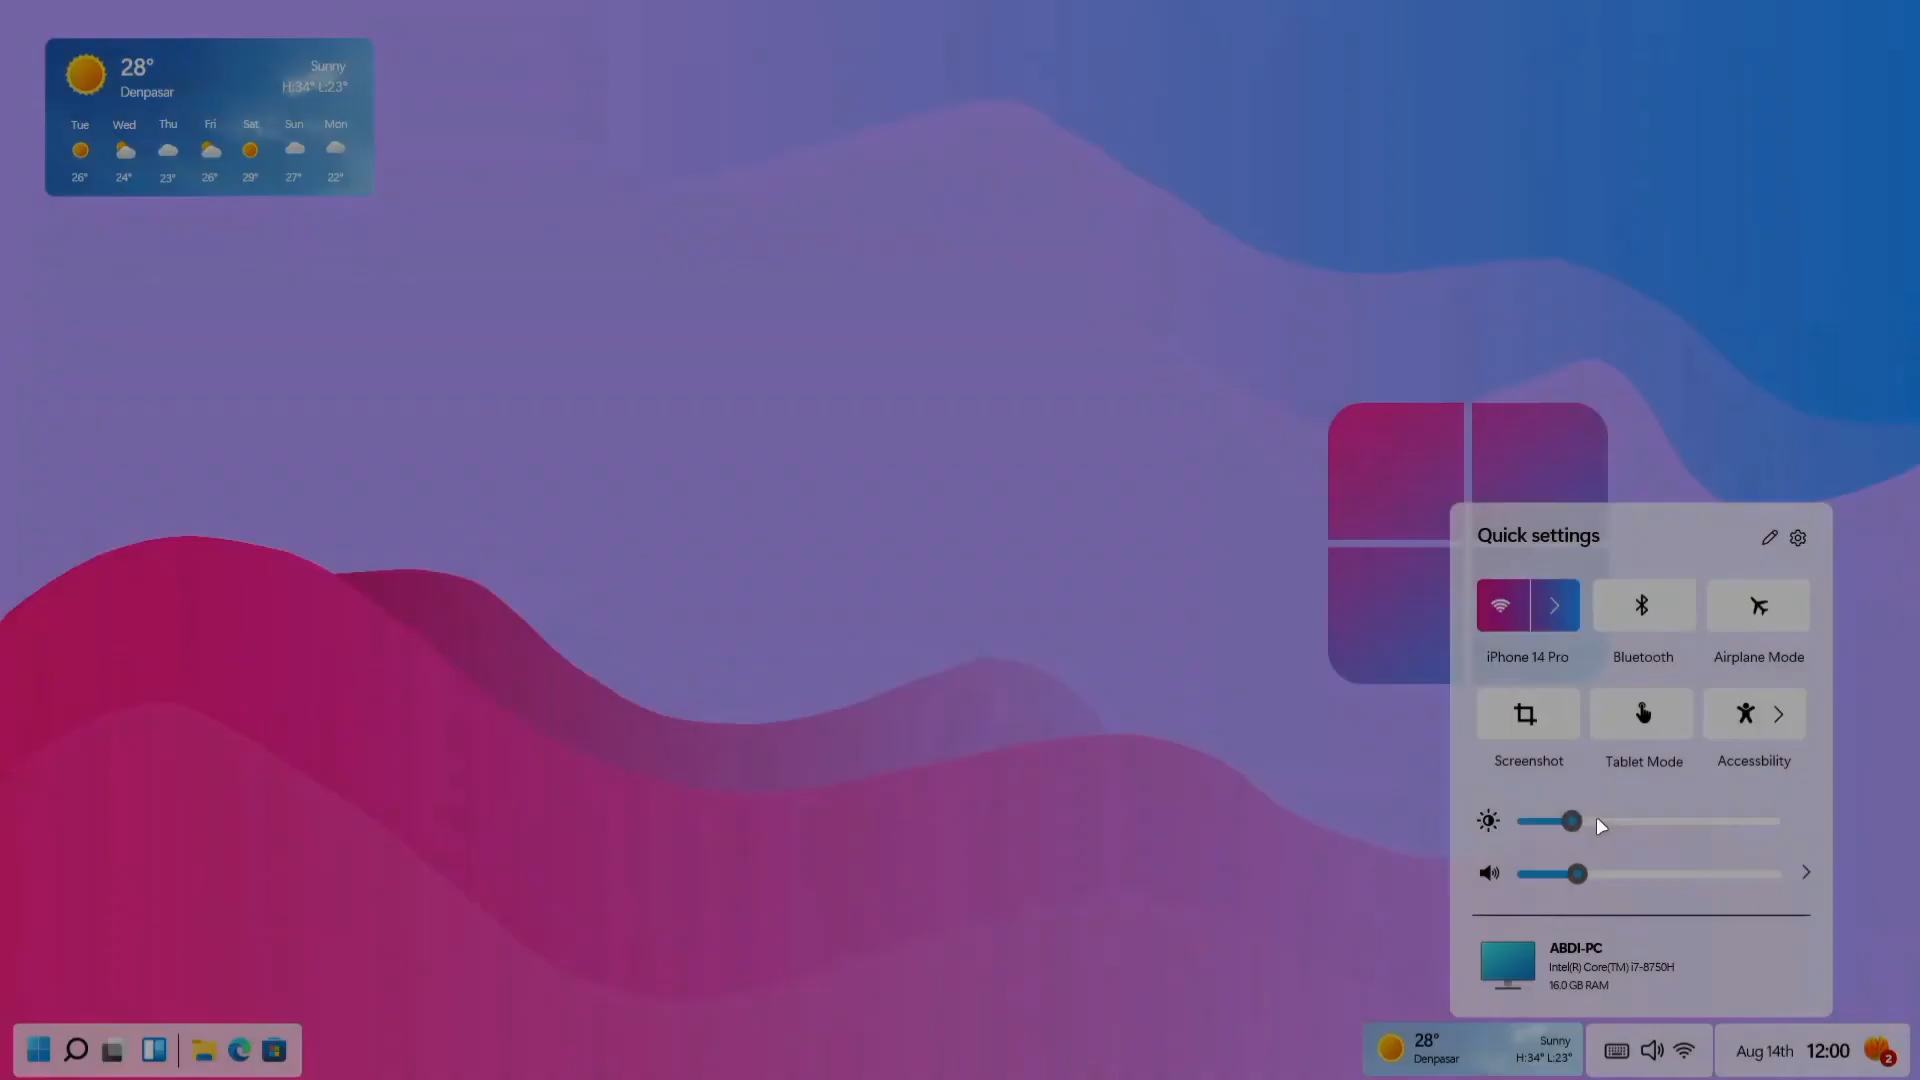 28°
Sunny
Denpasar
H:34° L:23°
Tue Wed Thu Fri Sat Sun Mon
26° 24° 23° 26° 29° 27° 22°
Quick settings
iPhone 14 Pro Bluetooth Airplane Mode
Screenshot Tablet Mode Accessbility
ABDI-PC
Intel(R) Core(TM) i7-8750H
16.0 GB RAM
28°
Sunny
Denpasar
H:34° L:23°
Aug 14th 12:00
2